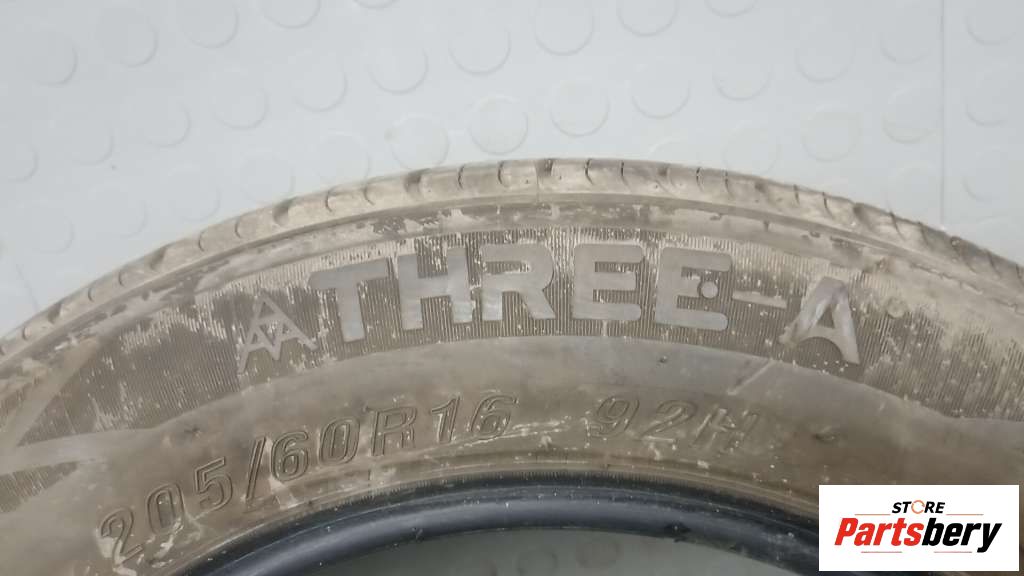 THREE-A
205/60R16 92H
STORE
Partsbery